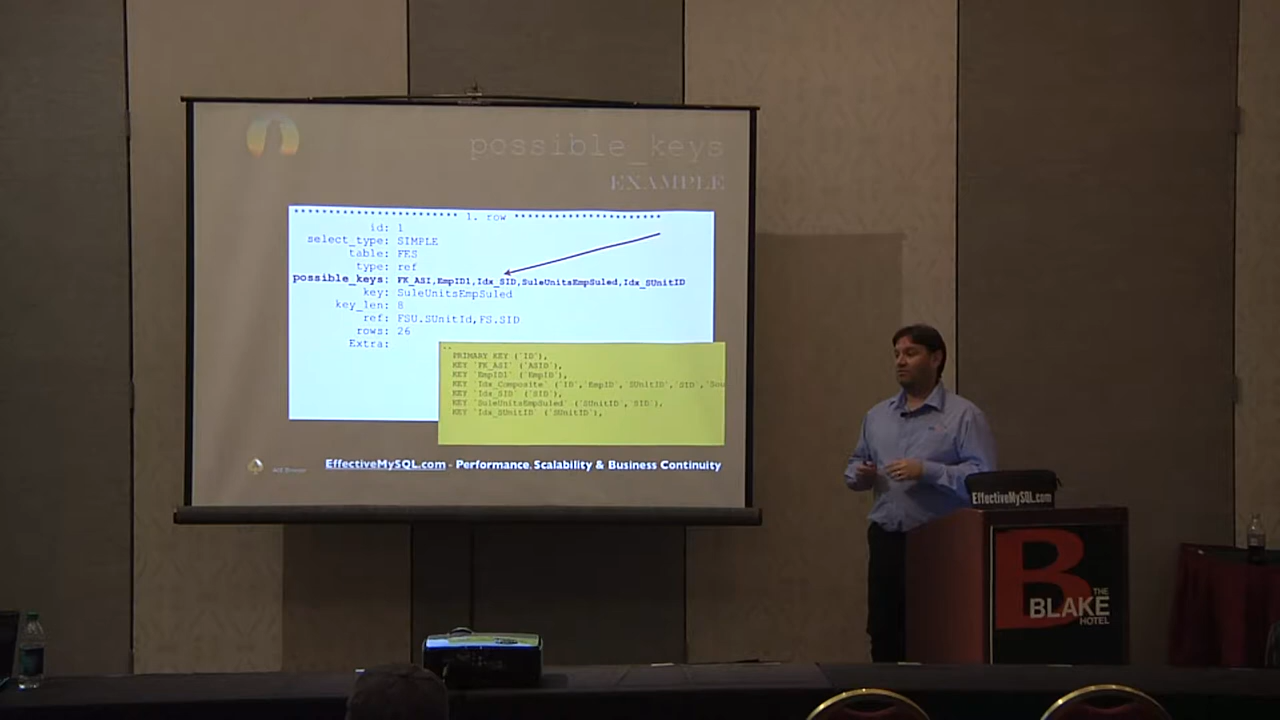 possible_keys
EXAMPLE
*********************** 1. row ***********************
id: 1
select_type: SIMPLE
table: FES
type: ref
possible_keys: FK_ASI,EmpID1,Idx_SID,SuleUnitsEmpSuled,Idx_SUnitID
key: SuleUnitsEmpSuled
key_len: 8
ref: FSU.SUnitId,FS.SID
rows: 26
Extra:
..
PRIMARY KEY (`ID`),
KEY `FK_ASI` (`ASID`),
KEY `EmpID1` (`EmpID`),
KEY `Idx_Composite` (`ID`,`EmpID`,`SUnitID`,`SID`,`Sou
KEY `Idx_SID` (`SID`),
KEY `SuleUnitsEmpSuled` (`SUnitID`,`SID`),
KEY `Idx_SUnitID` (`SUnitID`),
EffectiveMySQL.com - Performance, Scalability & Business Continuity
EffectiveMySQL.com
B
THE
BLAKE
HOTEL